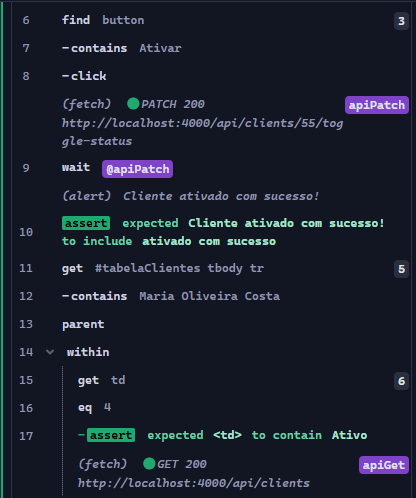 6 find button 3
7 -contains Ativar
8 -click
(fetch) PATCH 200 apiPatch
http://localhost:4000/api/clients/55/tog
gle-status
9 wait @apiPatch
(alert) Cliente ativado com sucesso!
assert expected Cliente ativado com sucesso!
10 to include ativado com sucesso
11 get #tabelaClientes tbody tr 5
12 -contains Maria Oliveira Costa
13 parent
14 within
15 get td 6
16 eq 4
17 -assert expected <td> to contain Ativo
(fetch) GET 200 apiGet
http://localhost:4000/api/clients